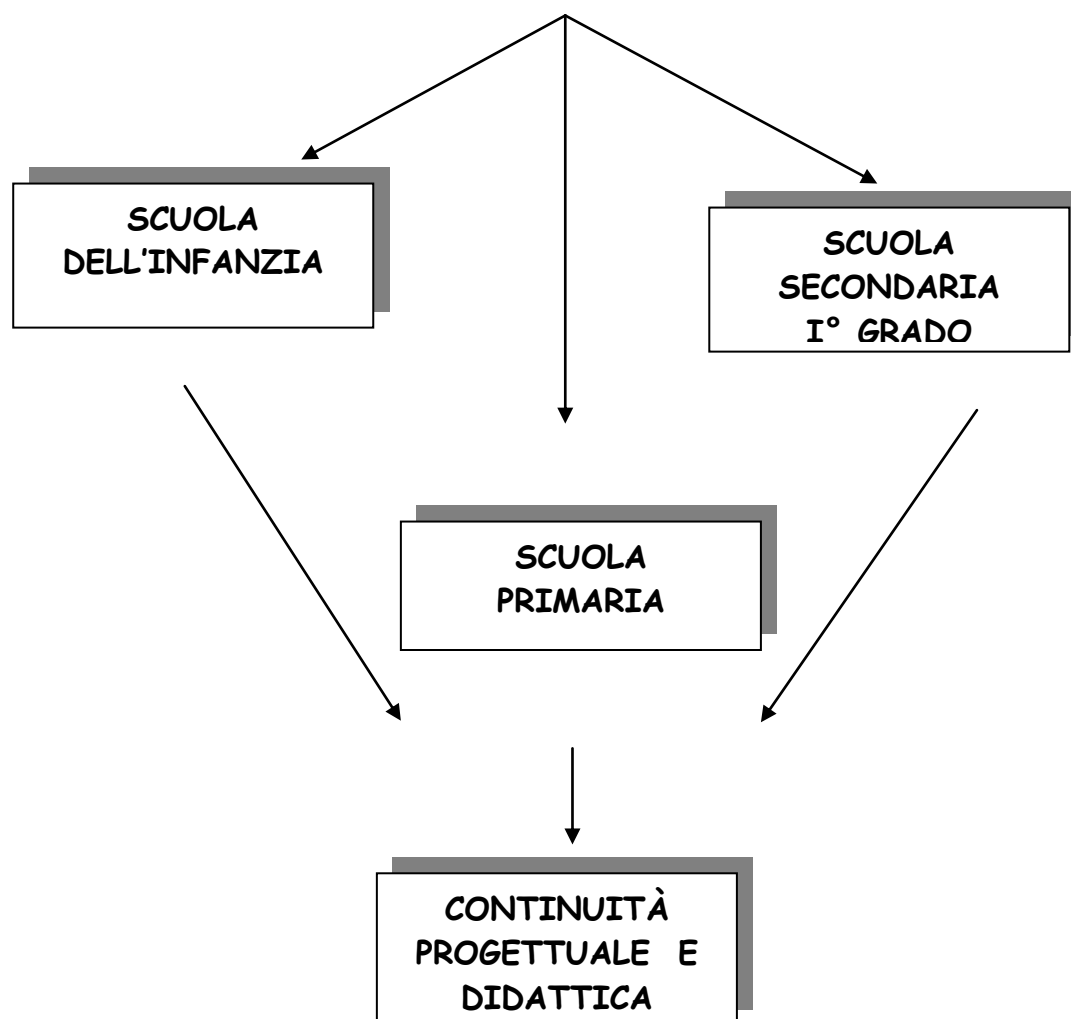 SCUOLA
DELL'INFANZIA
SCUOLA
SECONDARIA
I° GRADO
SCUOLA
PRIMARIA
CONTINUITÀ
PROGETTUALE E
DIDATTICA